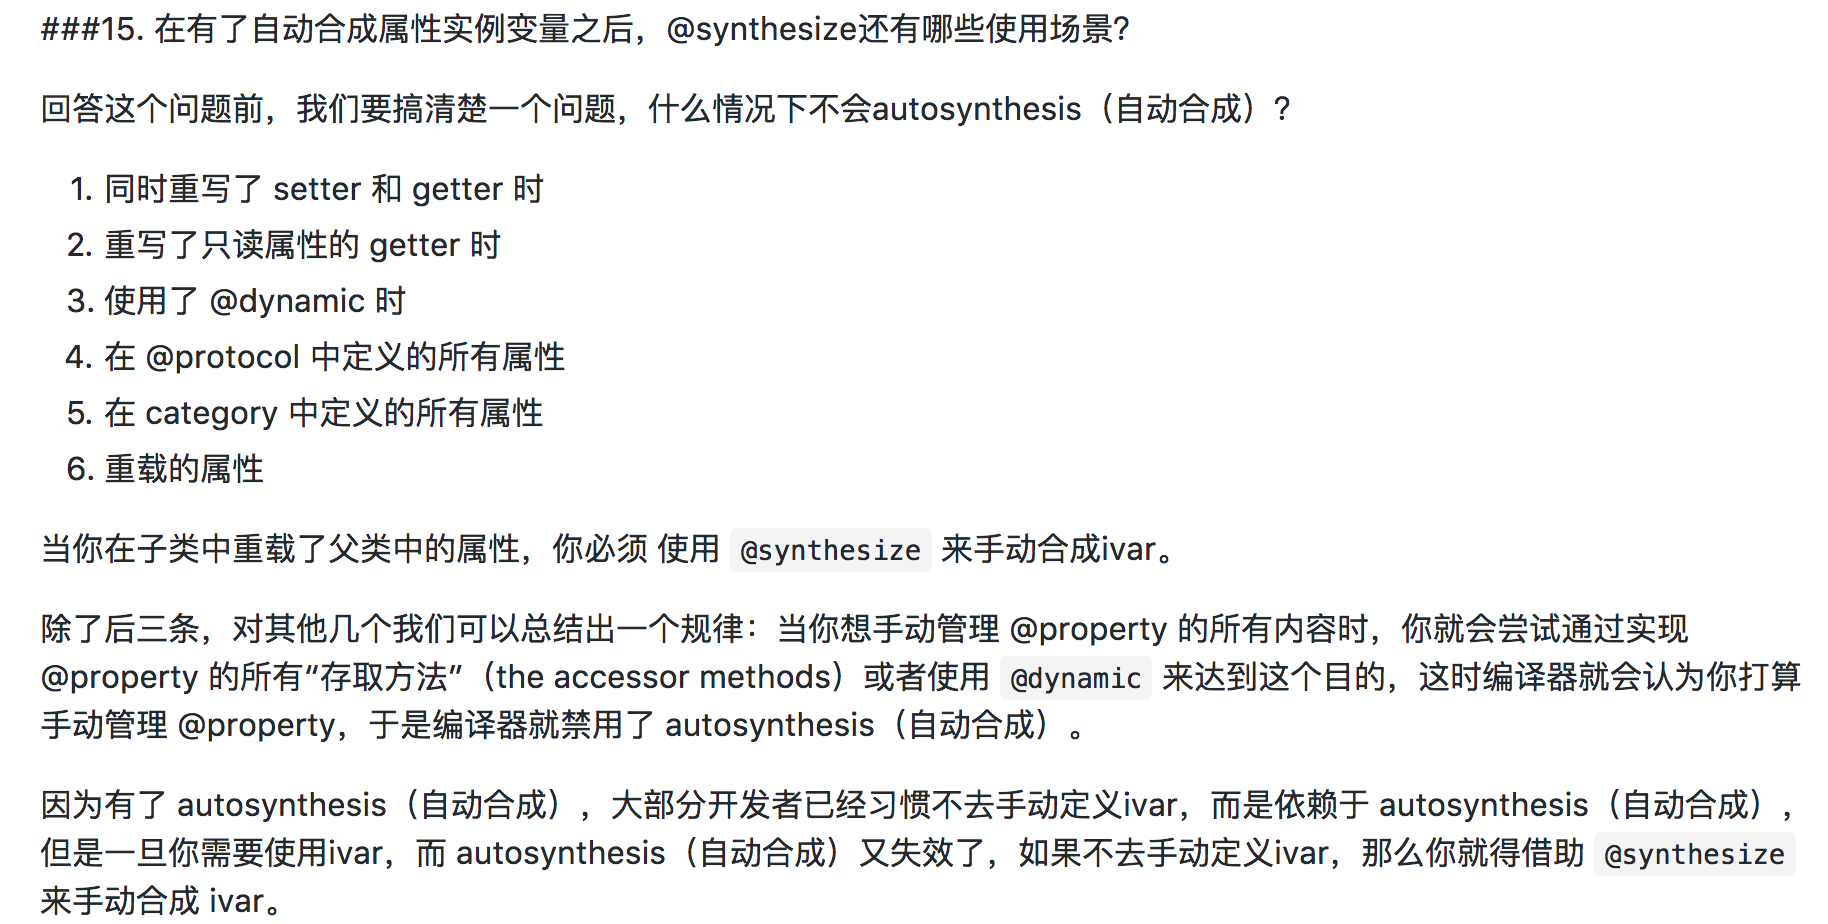 ###15. 在有了自动合成属性实例变量之后，@synthesize还有哪些使用场景?
回答这个问题前，我们要搞清楚一个问题，什么情况下不会autosynthesis（自动合成）?
1. 同时重写了 setter 和 getter 时
2. 重写了只读属性的 getter 时
3. 使用了 @dynamic 时
4. 在 @protocol 中定义的所有属性
5. 在 category 中定义的所有属性
6. 重载的属性
当你在子类中重载了父类中的属性，你必须 使用 @synthesize 来手动合成ivar。
除了后三条，对其他几个我们可以总结出一个规律：当你想手动管理 @property 的所有内容时，你就会尝试通过实现
@property 的所有“存取方法”（the accessor methods）或者使用 @dynamic 来达到这个目的，这时编译器就会认为你打算
手动管理 @property，于是编译器就禁用了 autosynthesis（自动合成）。
因为有了 autosynthesis（自动合成），大部分开发者已经习惯不去手动定义ivar，而是依赖于 autosynthesis（自动合成），
但是一旦你需要使用ivar，而 autosynthesis（自动合成）又失效了，如果不去手动定义ivar，那么你就得借助 @synthesize
来手动合成 ivar。